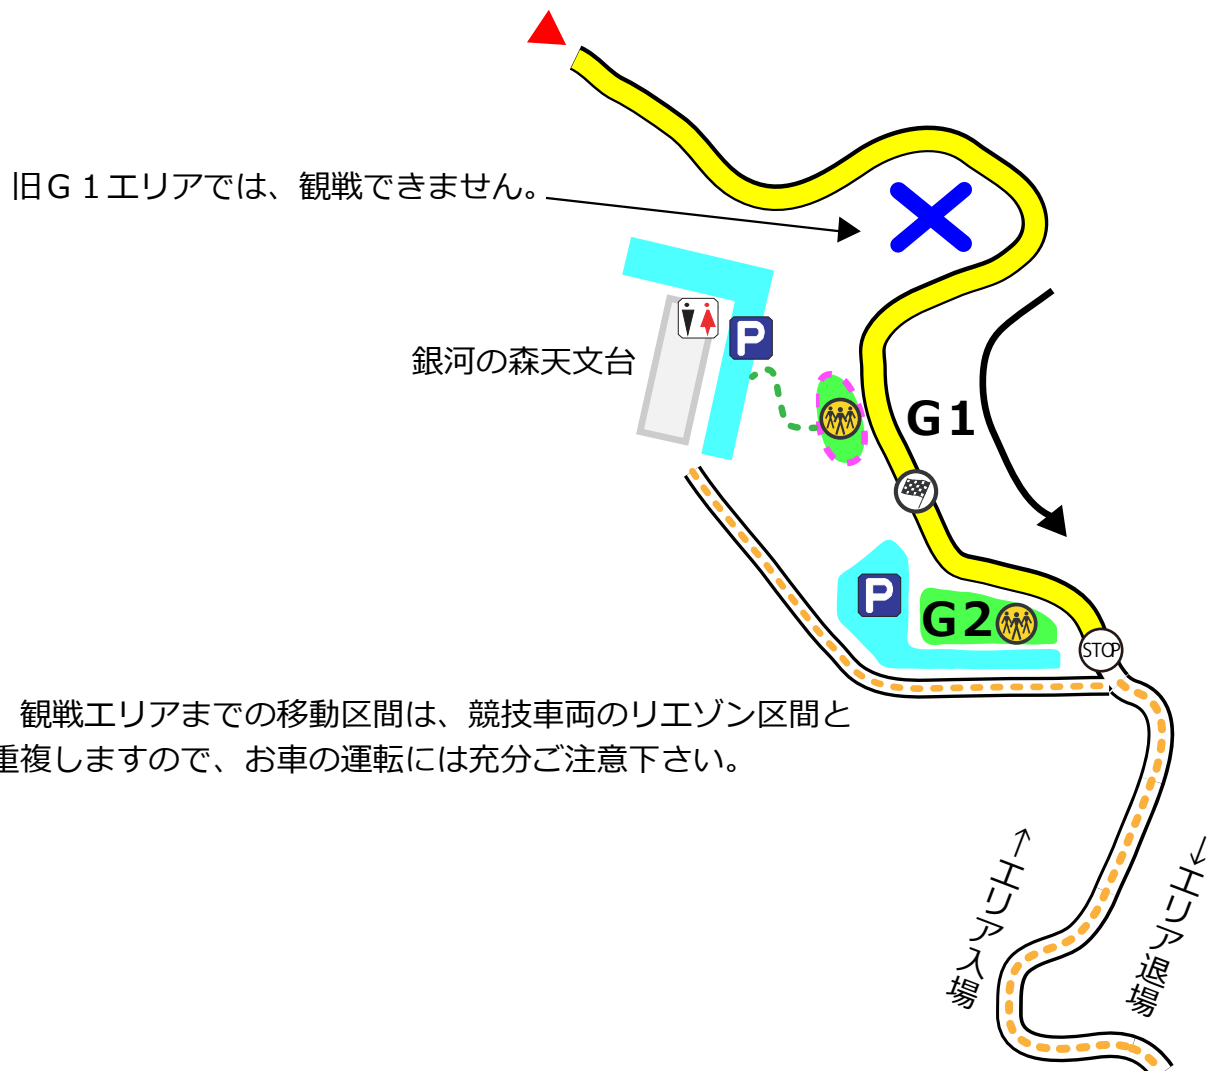 旧Ｇ１エリアでは、観戦できません。
P
銀河の森天文台
G1
P
G2
STOP
観戦エリアまでの移動区間は、競技車両のリエゾン区間と
重複しますので、お車の運転には充分ご注意下さい。
↑エリア入場
↓エリア退場